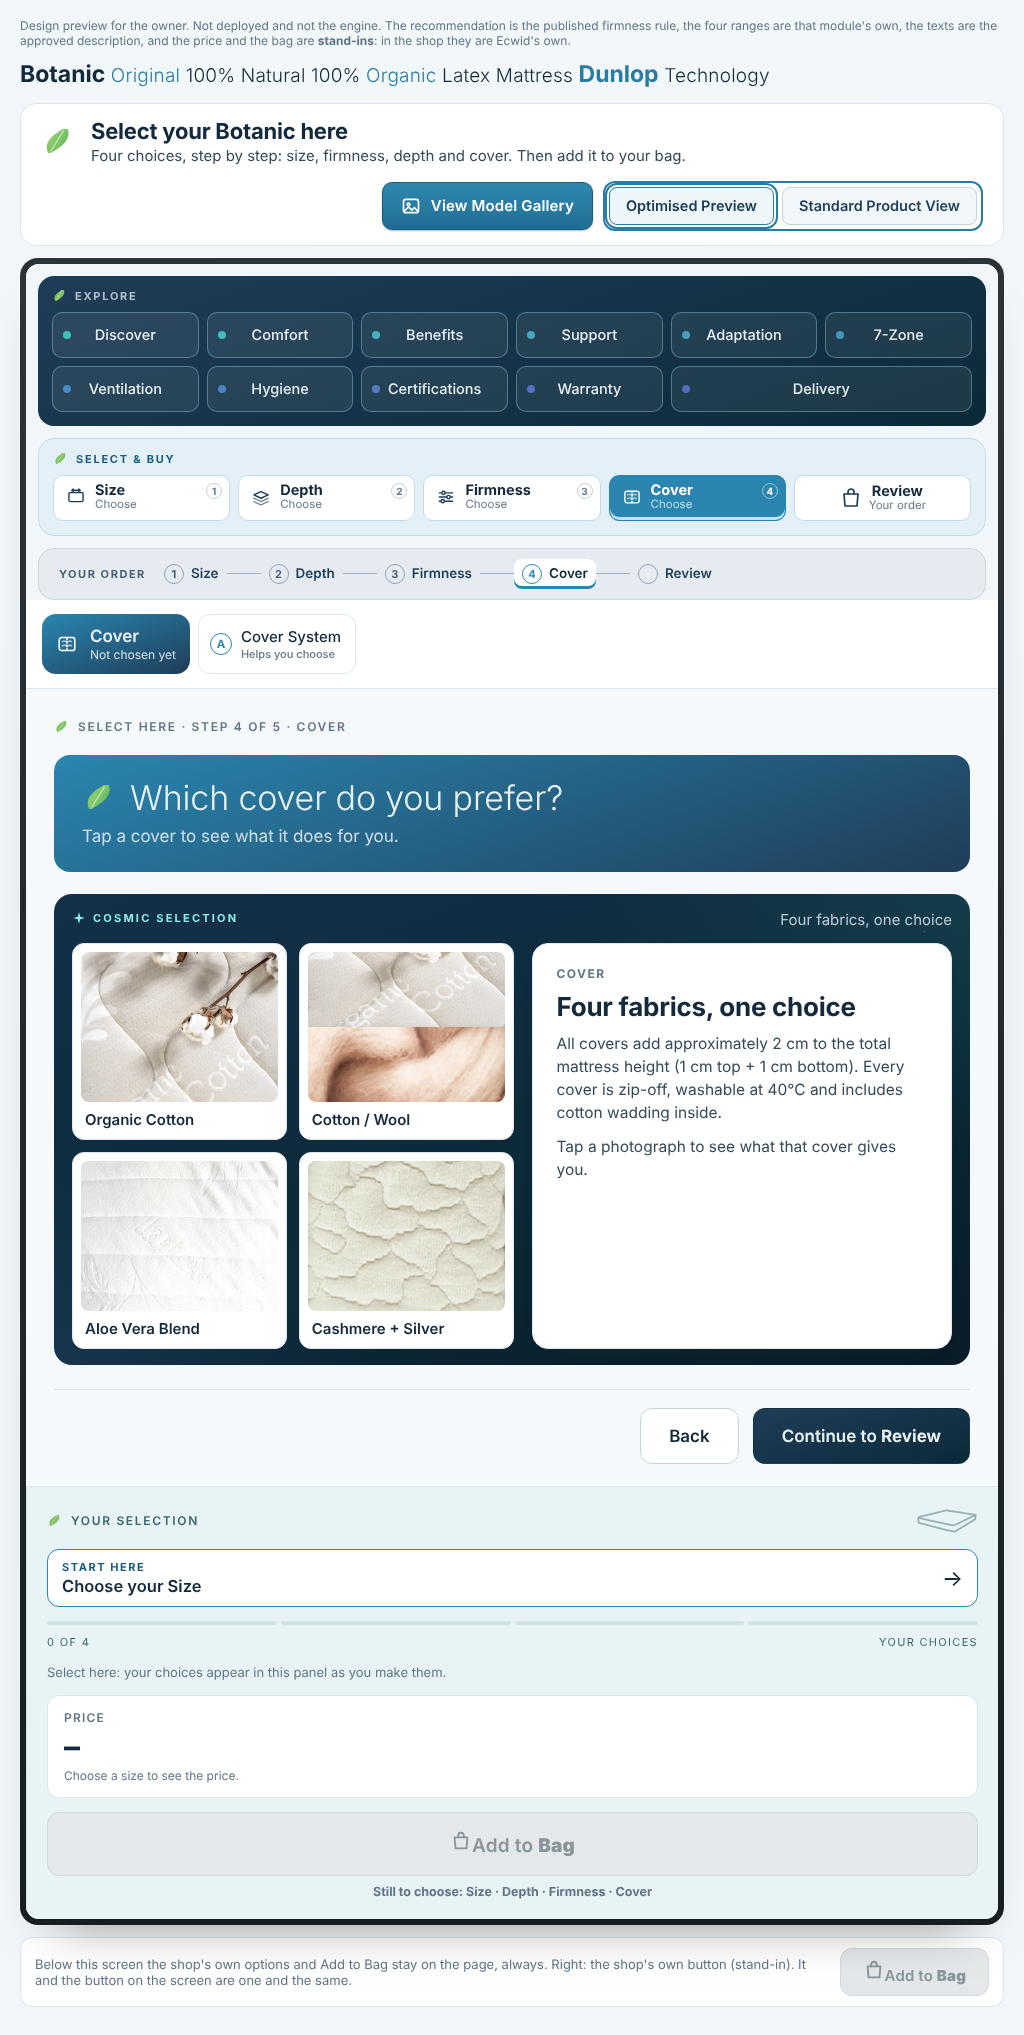 Design preview for the owner. Not deployed and not the engine. The recommendation is the published firmness rule, the four ranges are that module's own, the texts are the
approved description, and the price and the bag are stand-ins: in the shop they are Ecwid's own.
Botanic Original 100% Natural 100% Organic Latex Mattress Dunlop Technology
Select your Botanic here
Four choices, step by step: size, firmness, depth and cover. Then add it to your bag.
View Model Gallery
Optimised Preview
Standard Product View
EXPLORE
Discover
Comfort
Benefits
Support
Adaptation
7-Zone
Ventilation
Hygiene
Certifications
Warranty
Delivery
SELECT & BUY
Size
Choose
1
Depth
Choose
2
Firmness
Choose
3
Cover
Choose
4
Review
Your order
YOUR ORDER
1 Size
2 Depth
3 Firmness
4 Cover
Review
Cover
Not chosen yet
A
Cover System
Helps you choose
SELECT HERE · STEP 4 OF 5 · COVER
Which cover do you prefer?
Tap a cover to see what it does for you.
COSMIC SELECTION
Four fabrics, one choice
Organic Cotton
Cotton / Wool
Aloe Vera Blend
Cashmere + Silver
COVER
Four fabrics, one choice
All covers add approximately 2 cm to the total
mattress height (1 cm top + 1 cm bottom). Every
cover is zip-off, washable at 40°C and includes
cotton wadding inside.
Tap a photograph to see what that cover gives
you.
Back
Continue to Review
YOUR SELECTION
START HERE
Choose your Size
0 OF 4
YOUR CHOICES
Select here: your choices appear in this panel as you make them.
PRICE
–
Choose a size to see the price.
Add to Bag
Still to choose: Size · Depth · Firmness · Cover
Below this screen the shop's own options and Add to Bag stay on the page, always. Right: the shop's own button (stand-in). It
and the button on the screen are one and the same.
Add to Bag